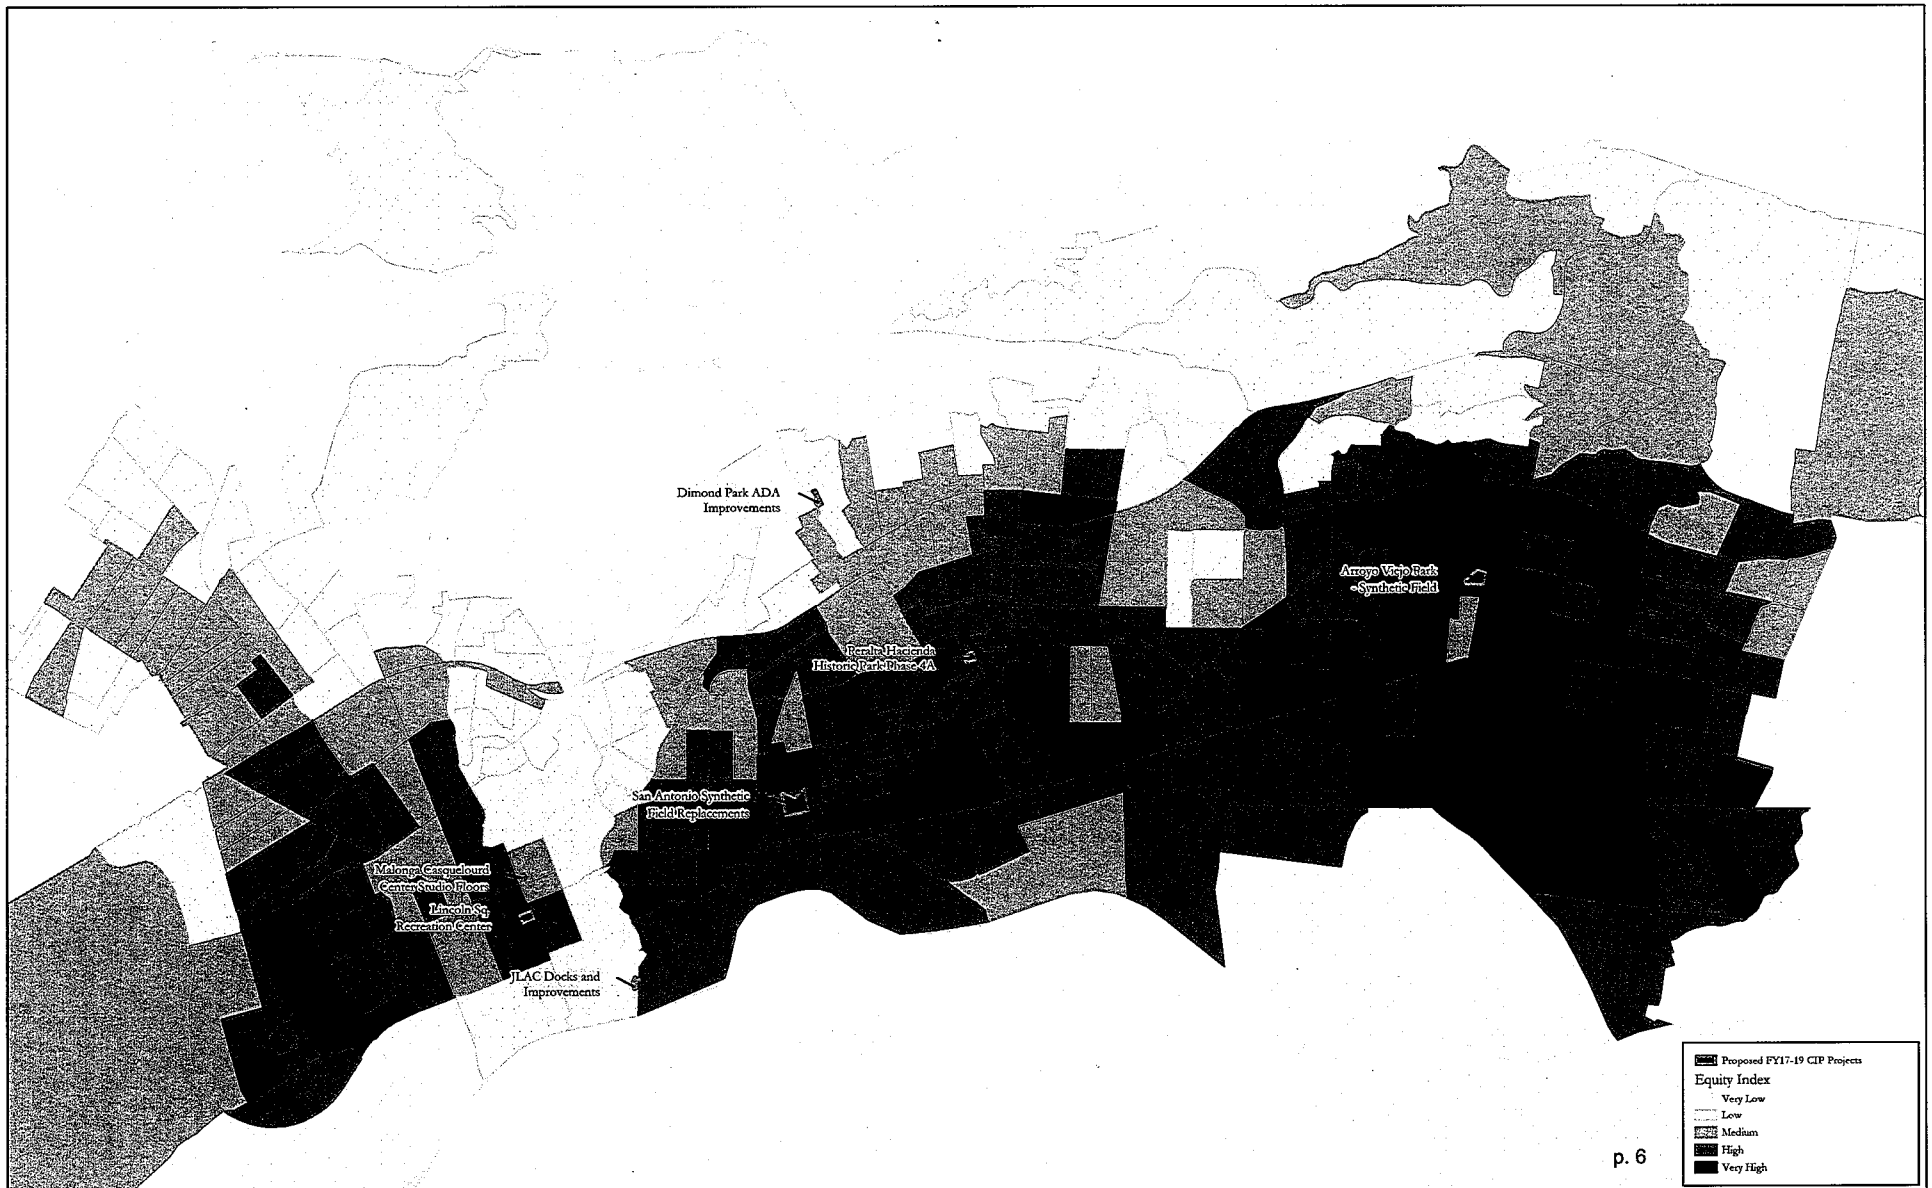 Dimond Park ADA
Improvements
Arroyo Viejo Park
- Synthetic Field
Peralta Hacienda
Historic Park Phase 4A
San Antonio Synthetic
Field Replacements
Malonga Casquelourd
Center Studio Floors
Lincoln Sq
Recreation Center
JLAC Docks and
Improvements
Proposed FY17-19 CIP Projects
Equity Index
Very Low
Low
Medium
High
Very High
p. 6